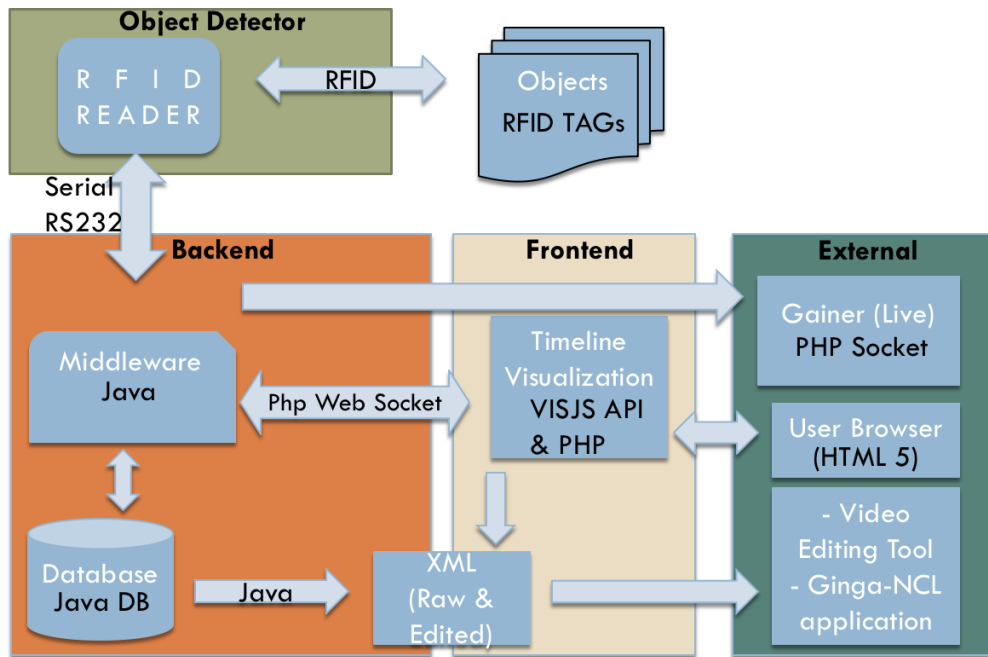 Object Detector
R F I D
READER
RFID
Objects
RFID TAGs
Serial
RS232
Backend
Frontend
External
Middleware
Java
Php Web Socket
Timeline
Visualization
VISJS API
& PHP
Gainer (Live)
PHP Socket
User Browser
(HTML 5)
Database
Java DB
Java
XML
(Raw &
Edited)
- Video
Editing Tool
- Ginga-NCL
application